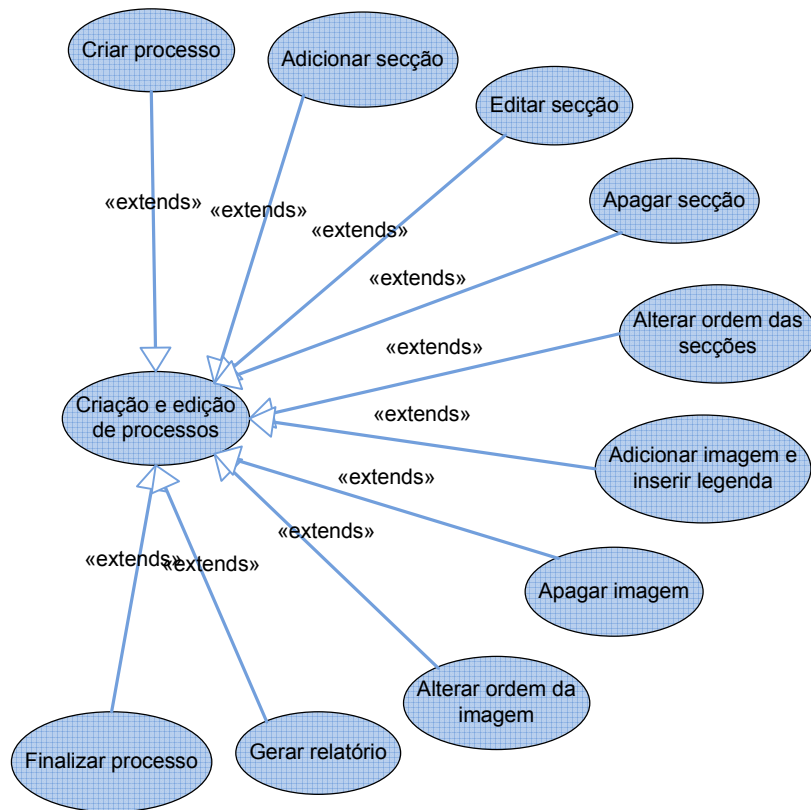 Criar processo
Adicionar secção
Editar secção
Apagar secção
«extends»
«extends»
«extends»
«extends»
Alterar ordem das
secções
«extends»
Criação e edição
de processos
«extends»
Adicionar imagem e
inserir legenda
«extends»
«extends»
«extends»
«extends»
Apagar imagem
Alterar ordem da
imagem
Gerar relatório
Finalizar processo